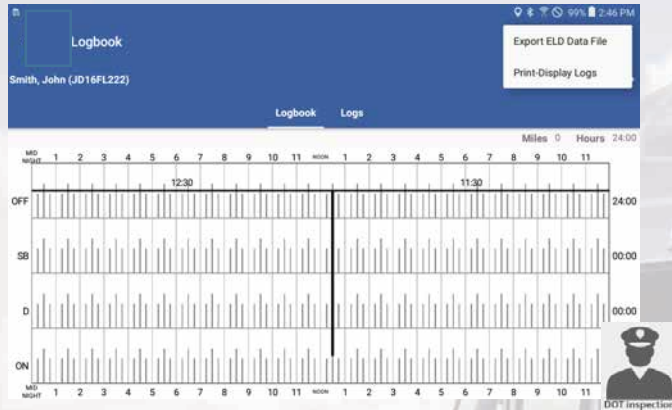 99% 2:46 PM
Logbook
Export ELD Data File
Print-Display Logs
Smith, John (JD16FL222)
Logbook Logs
Miles 0 Hours 24:00
MID NIGHT 1 2 3 4 5 6 7 8 9 10 11 NOON 1 2 3 4 5 6 7 8 9 10 11
12:30 11:30
OFF 24:00
SB 00:00
D 00:00
ON
MID NIGHT 1 2 3 4 5 6 7 8 9 10 11 NOON 1 2 3 4 5 6 7 8 9 10 11
DOT inspection